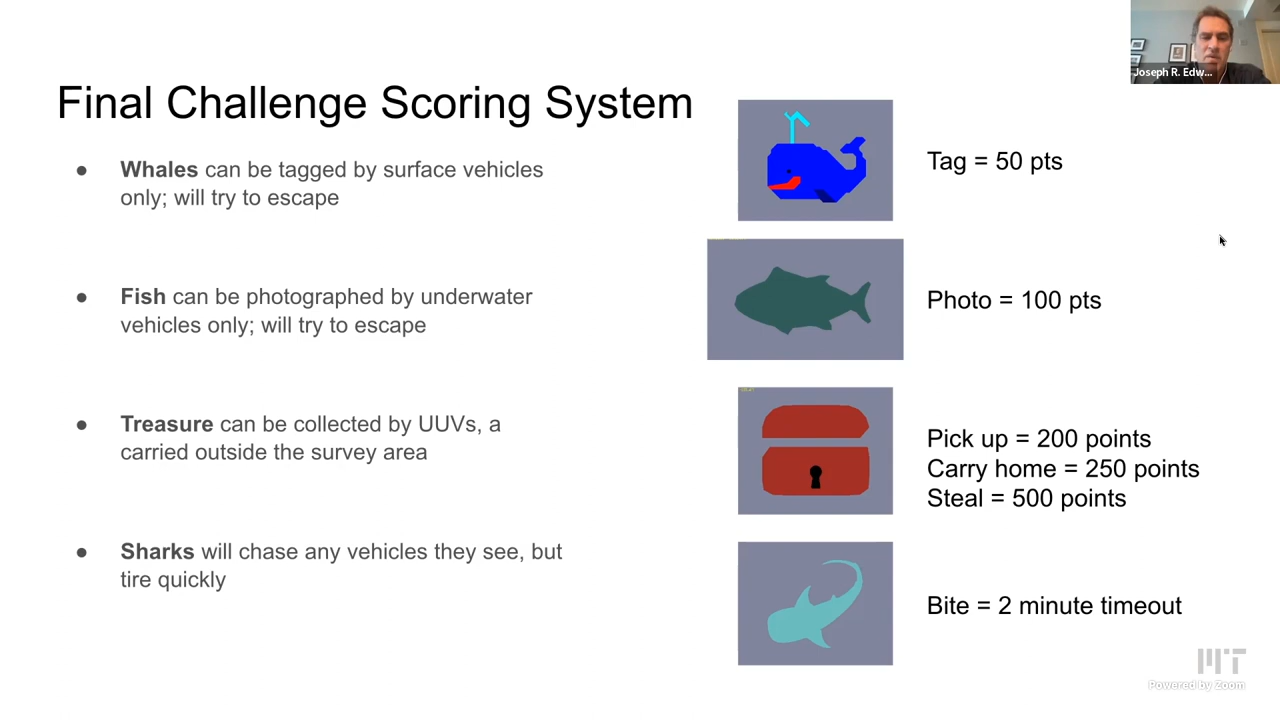 Joseph R. Edw...
Final Challenge Scoring System
● Whales can be tagged by surface vehicles
only; will try to escape
Tag = 50 pts
● Fish can be photographed by underwater
vehicles only; will try to escape
Photo = 100 pts
● Treasure can be collected by UUVs, a
carried outside the survey area
Pick up = 200 points
Carry home = 250 points
Steal = 500 points
● Sharks will chase any vehicles they see, but
tire quickly
Bite = 2 minute timeout
MIT
Powered by Zoom